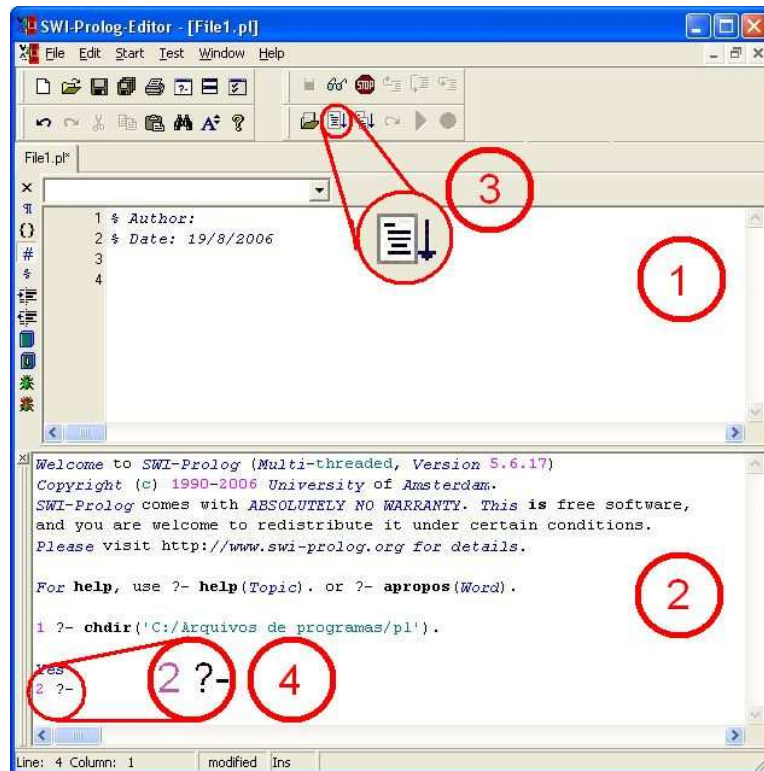 SWI-Prolog-Editor - [File1.pl]
File Edit Start Test Window Help
STOP
File1.pl*
3
1 % Author:
2 % Date: 19/8/2006
3
4
1
Welcome to SWI-Prolog (Multi-threaded, Version 5.6.17)
Copyright (c) 1990-2006 University of Amsterdam.
SWI-Prolog comes with ABSOLUTELY NO WARRANTY. This is free software,
and you are welcome to redistribute it under certain conditions.
Please visit http://www.swi-prolog.org for details.
For help, use ?- help(Topic). or ?- apropos(Word).
2
1 ?- chdir('C:/Arquivos de programas/pl').
Yes
2 ?-
2 ?-
4
Line: 4 Column: 1 modified Ins